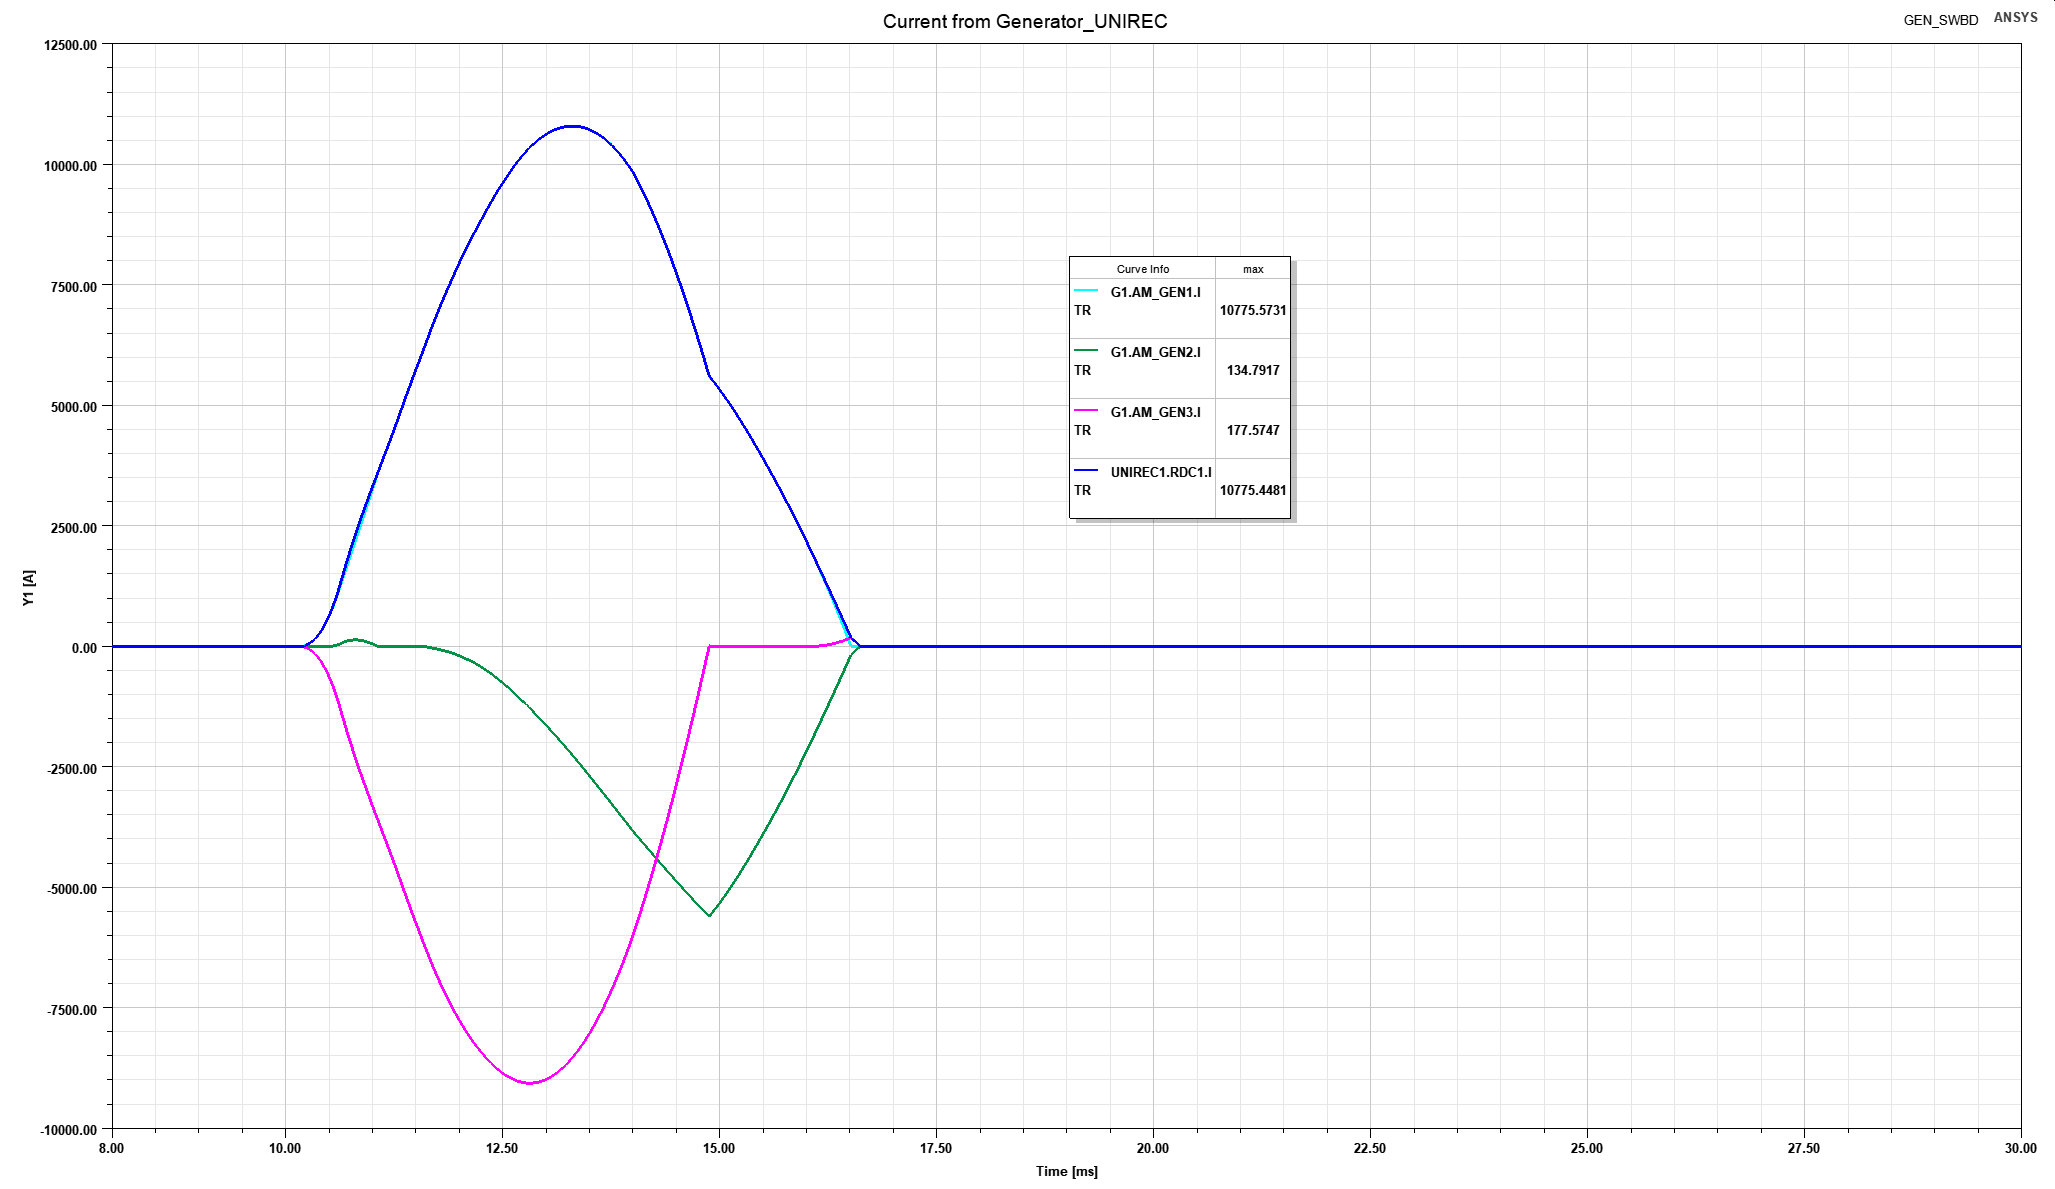 Current from Generator_UNIREC
GEN_SWBD
ANSYS
12500.00
10000.00
7500.00
5000.00
2500.00
0.00
-2500.00
-5000.00
-7500.00
-10000.00
Y1 [A]
Curve Info max
G1.AM_GEN1.I
TR 10775.5731
G1.AM_GEN2.I
TR 134.7917
G1.AM_GEN3.I
TR 177.5747
UNIREC1.RDC1.I
TR 10775.4481
8.00 10.00 12.50 15.00 17.50 20.00 22.50 25.00 27.50 30.00
Time [ms]